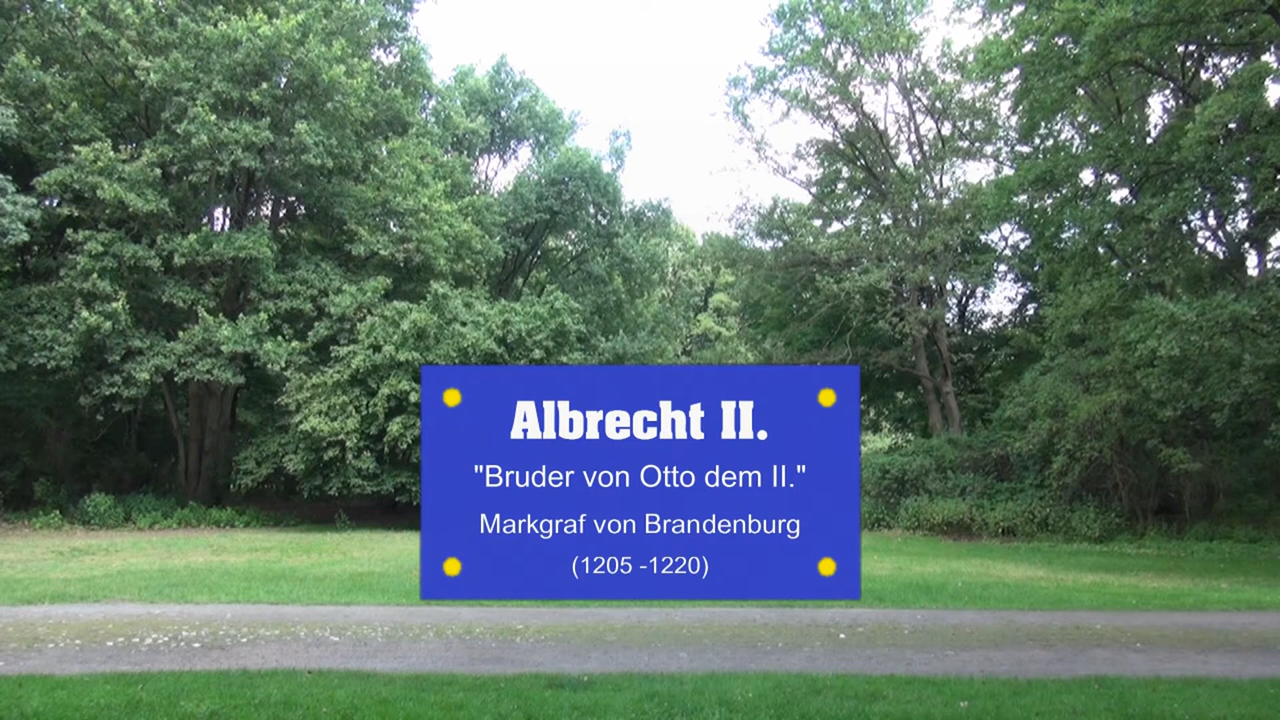 Albrecht II.
"Bruder von Otto dem II."
Markgraf von Brandenburg
(1205 -1220)